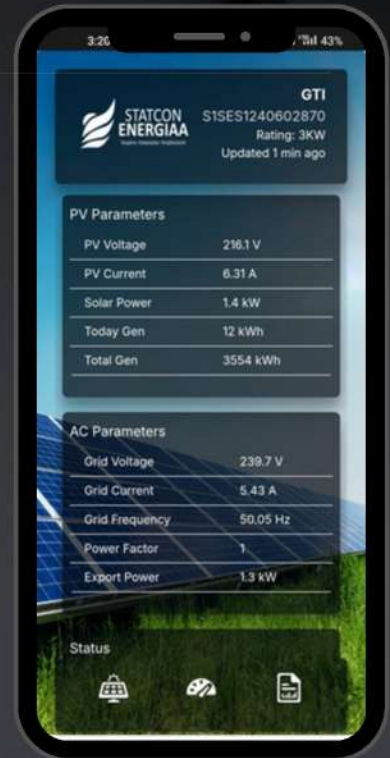 3:20
43%
GTI
STATCON
ENERGIAA
S1SES1240602870
Rating: 3KW
Updated 1 min ago
PV Parameters
PV Voltage 216.1 V
PV Current 6.31 A
Solar Power 1.4 kW
Today Gen 12 kWh
Total Gen 3554 kWh
AC Parameters
Grid Voltage 239.7 V
Grid Current 5.43 A
Grid Frequency 50.05 Hz
Power Factor 1
Export Power 1.3 kW
Status